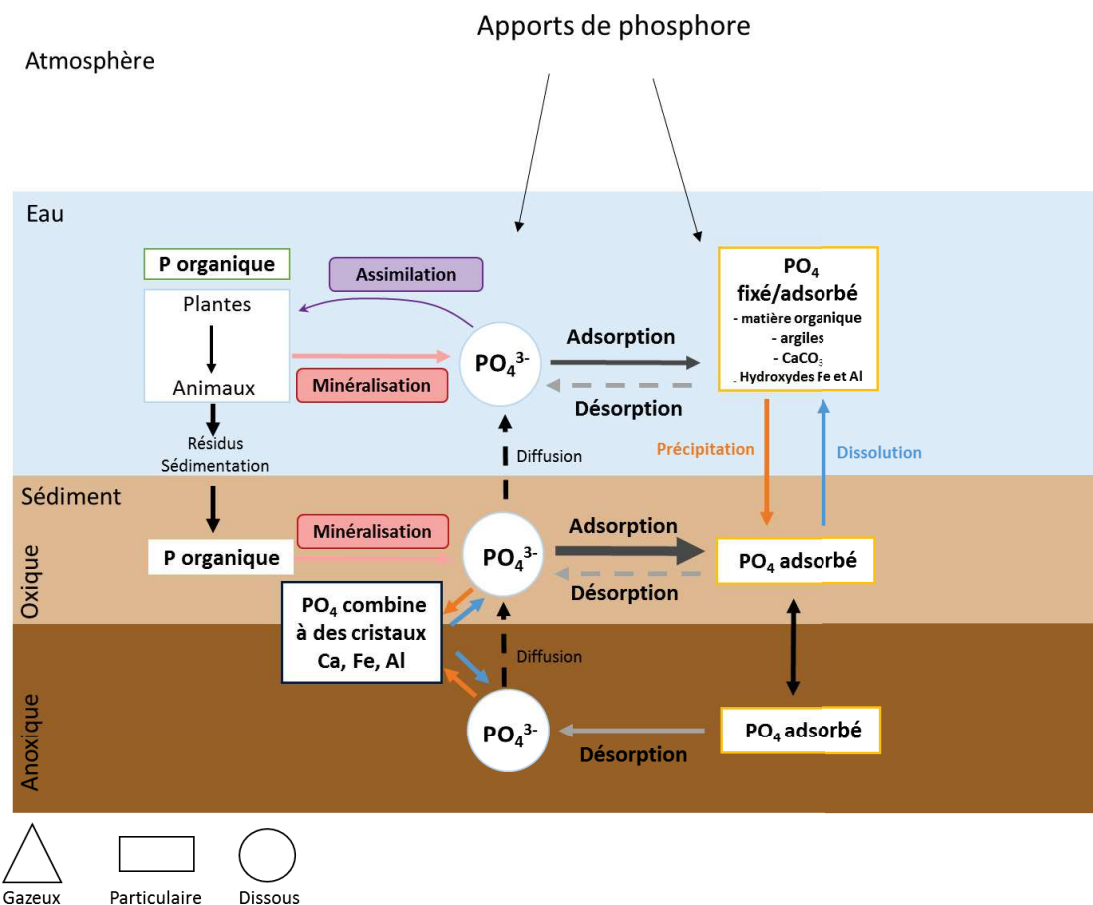 Apports de phosphore
Atmosphère
Eau
P organique
Plantes
Animaux
Assimilation
Minéralisation
PO₄³⁻
Adsorption
Désorption
PO₄
fixé/adsorbé
- matière organique
- argiles
- CaCO₃
- Hydroxydes Fe et Al
Résidus
Sédimentation
Diffusion
Précipitation
Dissolution
Sédiment
Oxique
P organique
Minéralisation
PO₄³⁻
Adsorption
Désorption
PO₄ adsorbé
PO₄ combine
à des cristaux
Ca, Fe, Al
Diffusion
Anoxique
PO₄³⁻
Désorption
PO₄ adsorbé
Gazeux
Particulaire
Dissous